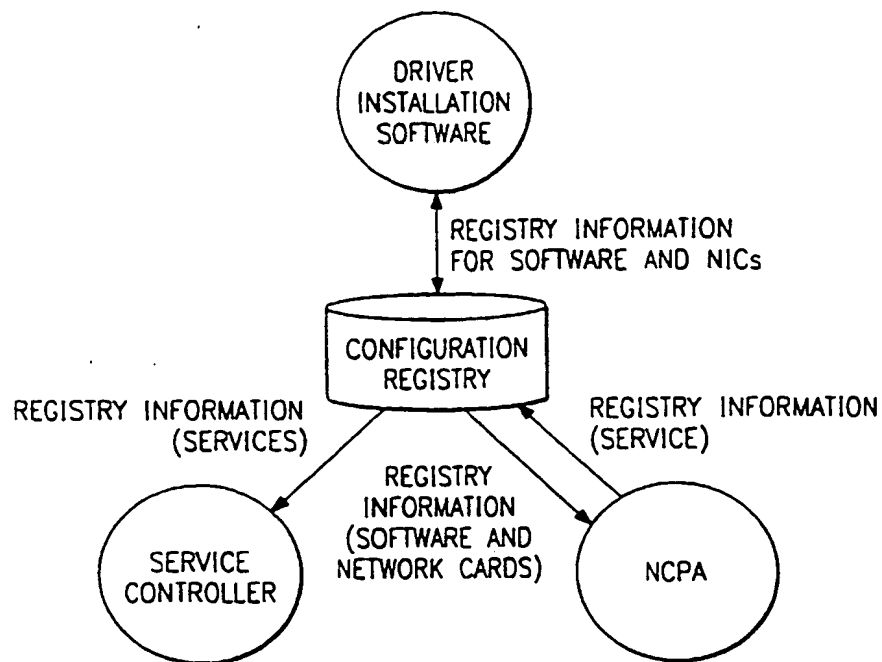 DRIVER
INSTALLATION
SOFTWARE
REGISTRY INFORMATION
FOR SOFTWARE AND NICs
CONFIGURATION
REGISTRY
REGISTRY INFORMATION
(SERVICES)
REGISTRY INFORMATION
(SERVICE)
REGISTRY
INFORMATION
(SOFTWARE AND
NETWORK CARDS)
SERVICE
CONTROLLER
NCPA